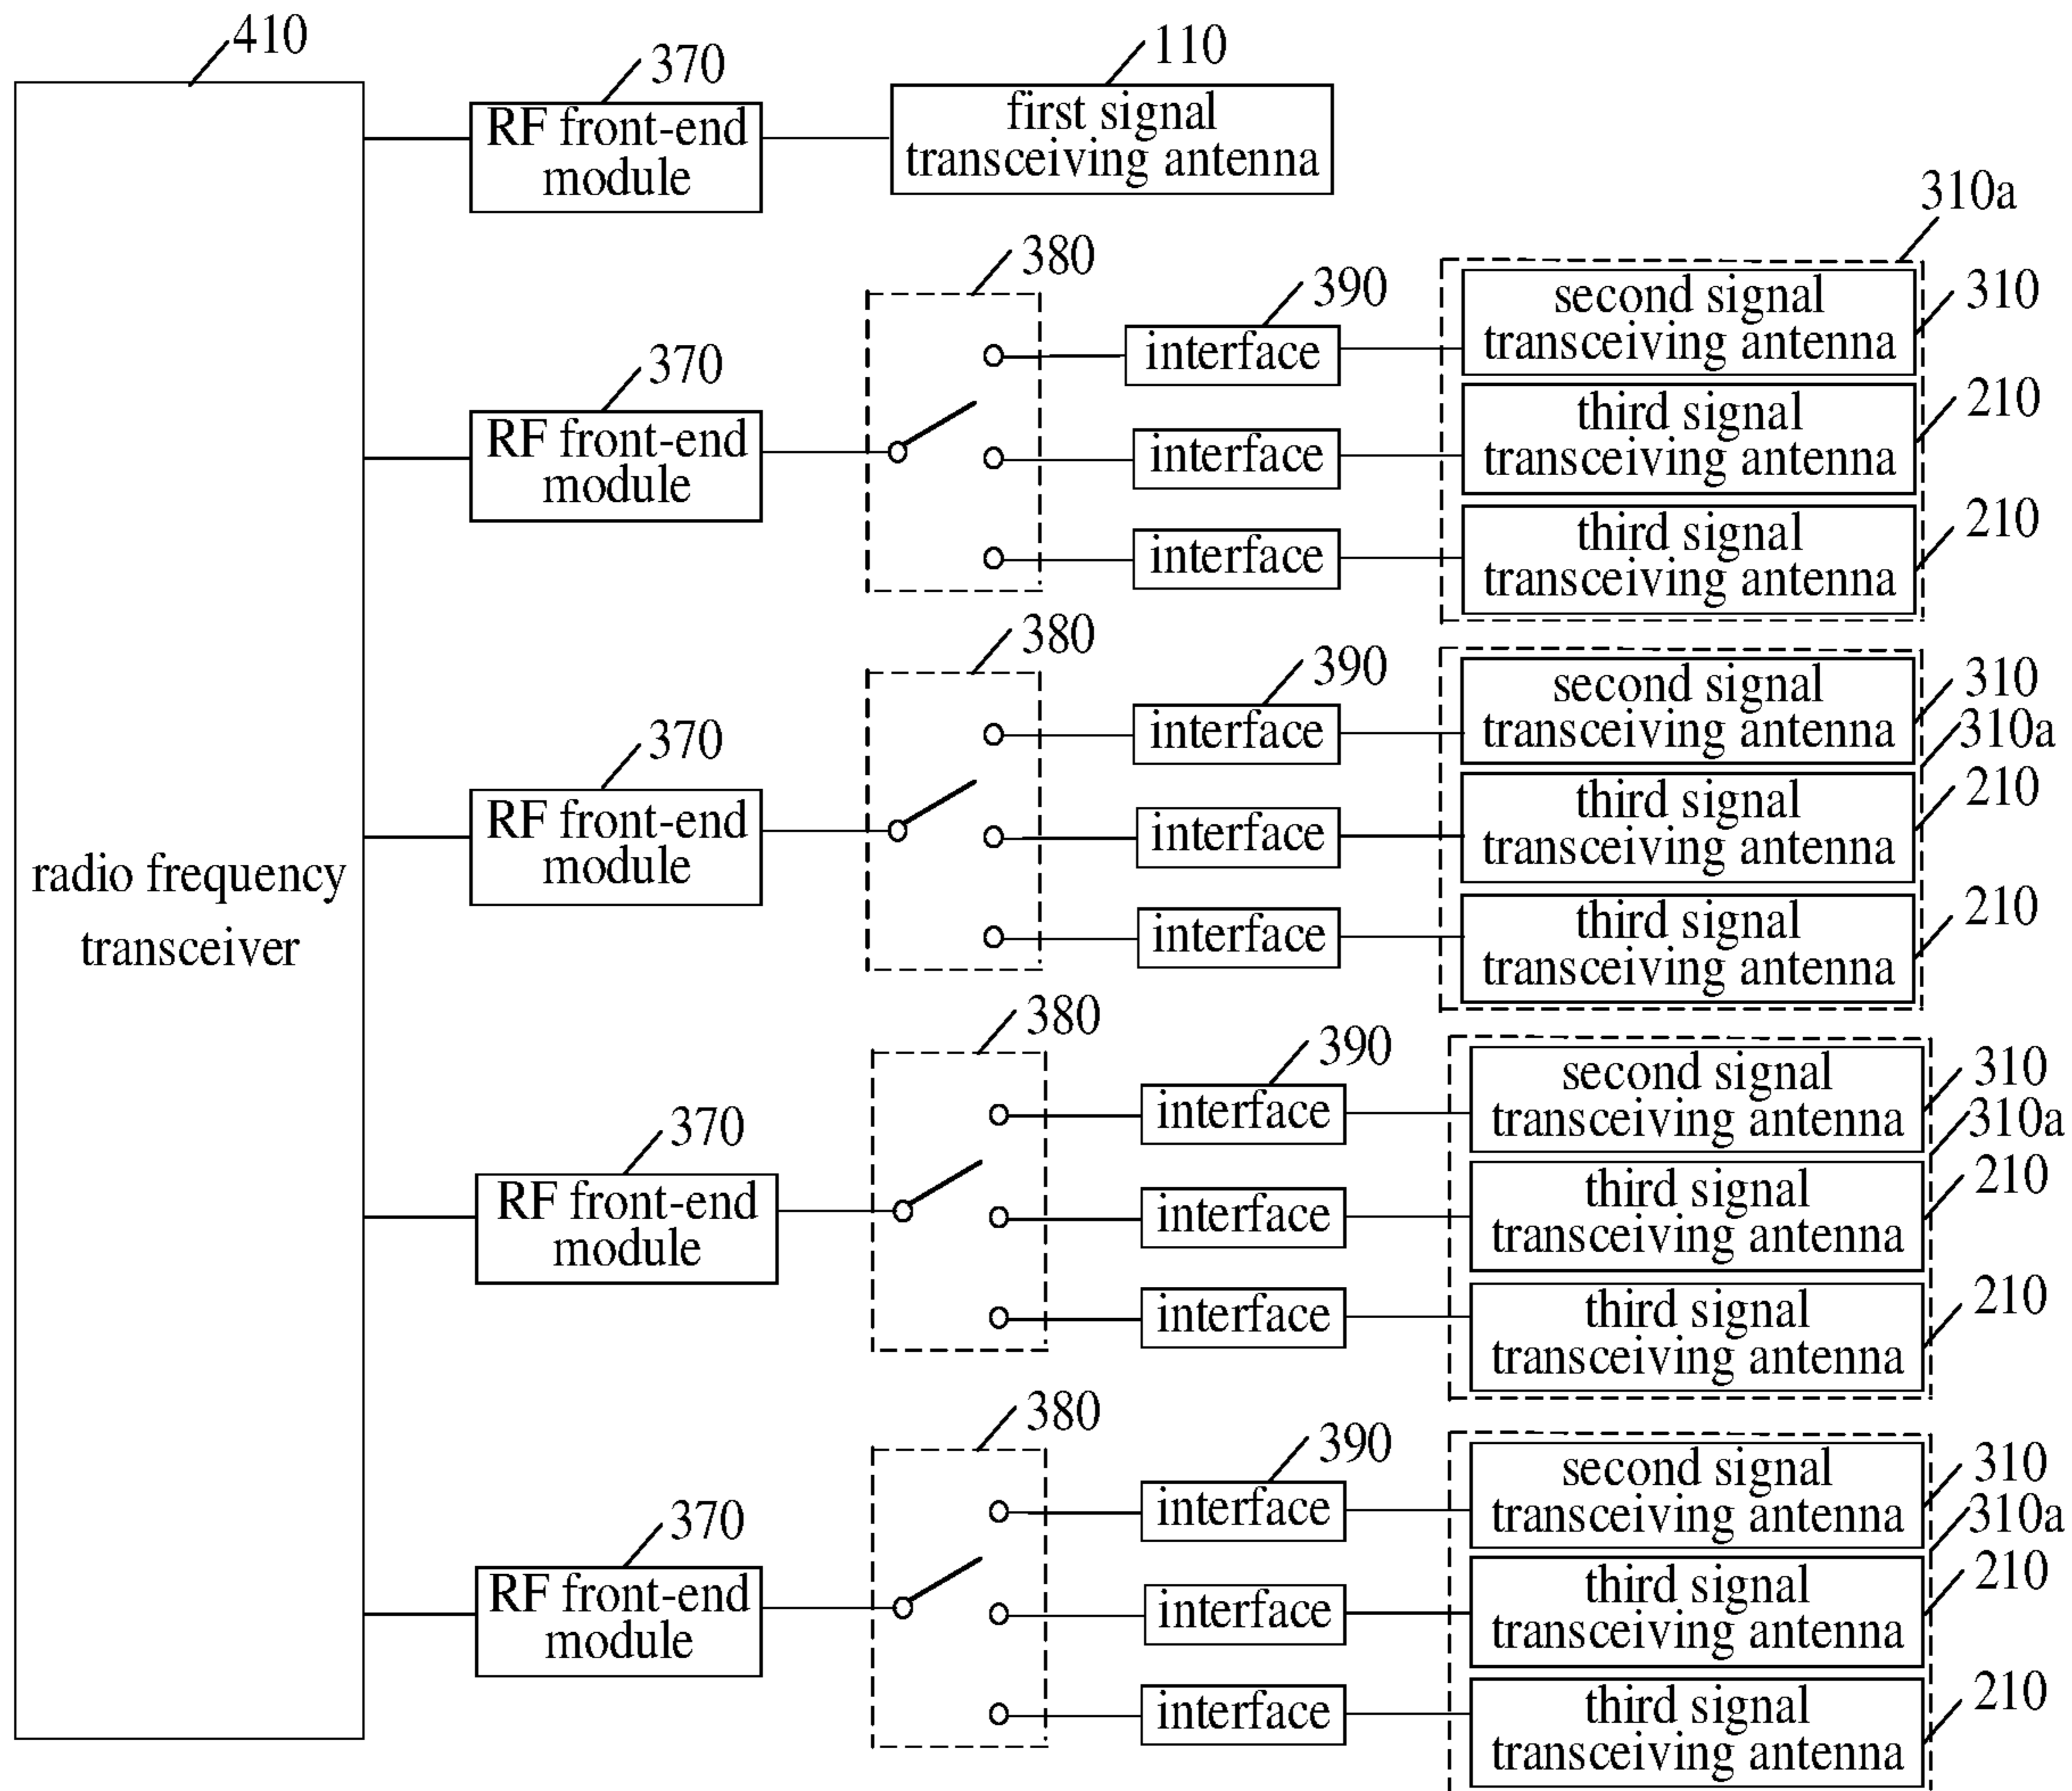 410
370
110
RF front-end
module
first signal
transceiving antenna
310a
380
390
second signal
transceiving antenna
310
interface
370
RF front-end
module
third signal
transceiving antenna
210
interface
third signal
transceiving antenna
210
interface
380
390
second signal
transceiving antenna
310
310a
interface
370
RF front-end
module
third signal
transceiving antenna
210
interface
third signal
transceiving antenna
210
interface
radio frequency
transceiver
380
390
second signal
transceiving antenna
310
310a
interface
370
RF front-end
module
third signal
transceiving antenna
210
interface
third signal
transceiving antenna
210
interface
380
390
second signal
transceiving antenna
310
310a
interface
370
RF front-end
module
third signal
transceiving antenna
210
interface
third signal
transceiving antenna
210
interface